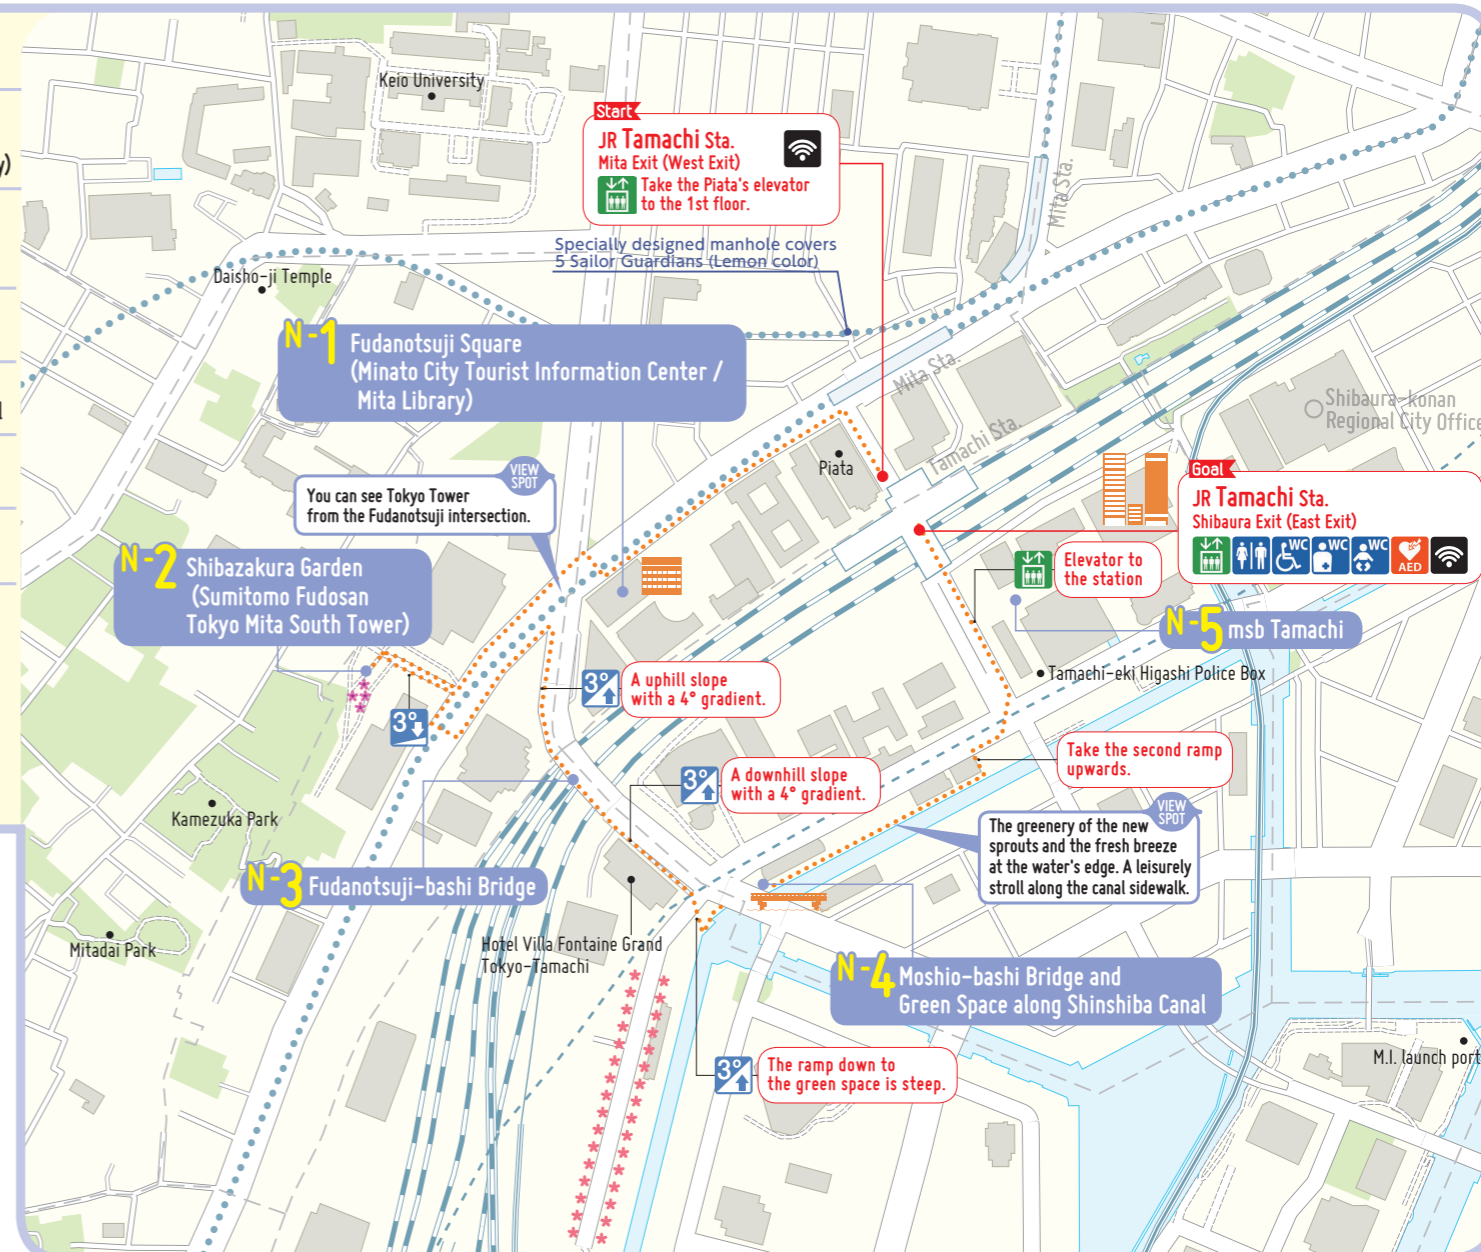 y)
Keio University
Start
JR Tamachi Sta.
Mita Exit (West Exit)
Take the Piata's elevator
to the 1st floor.
Mita Sta.
Specially designed manhole covers
5 Sailor Guardians (Lemon color)
Daisho-ji Temple
N-1 Fudanotsuji Square
(Minato City Tourist Information Center /
Mita Library)
Mita Sta.
Tamachi Sta.
Shibaura-konan
Regional City Office
Piata
VIEW
SPOT
You can see Tokyo Tower
from the Fudanotsuji intersection.
Goal
JR Tamachi Sta.
Shibaura Exit (East Exit)
WC
WC
WC
AED
Elevator to
the station
N-2 Shibazakura Garden
(Sumitomo Fudosan
Tokyo Mita South Tower)
N-5 msb Tamachi
Tamachi-eki Higashi Police Box
3°
A uphill slope
with a 4° gradient.
3°
Take the second ramp
upwards.
3°
A downhill slope
with a 4° gradient.
VIEW
SPOT
The greenery of the new
sprouts and the fresh breeze
at the water's edge. A leisurely
stroll along the canal sidewalk.
Kamezuka Park
N-3 Fudanotsuji-bashi Bridge
Mitadai Park
Hotel Villa Fontaine Grand
Tokyo-Tamachi
N-4 Moshio-bashi Bridge and
Green Space along Shinshiba Canal
3°
The ramp down to
the green space is steep.
M.I. launch port